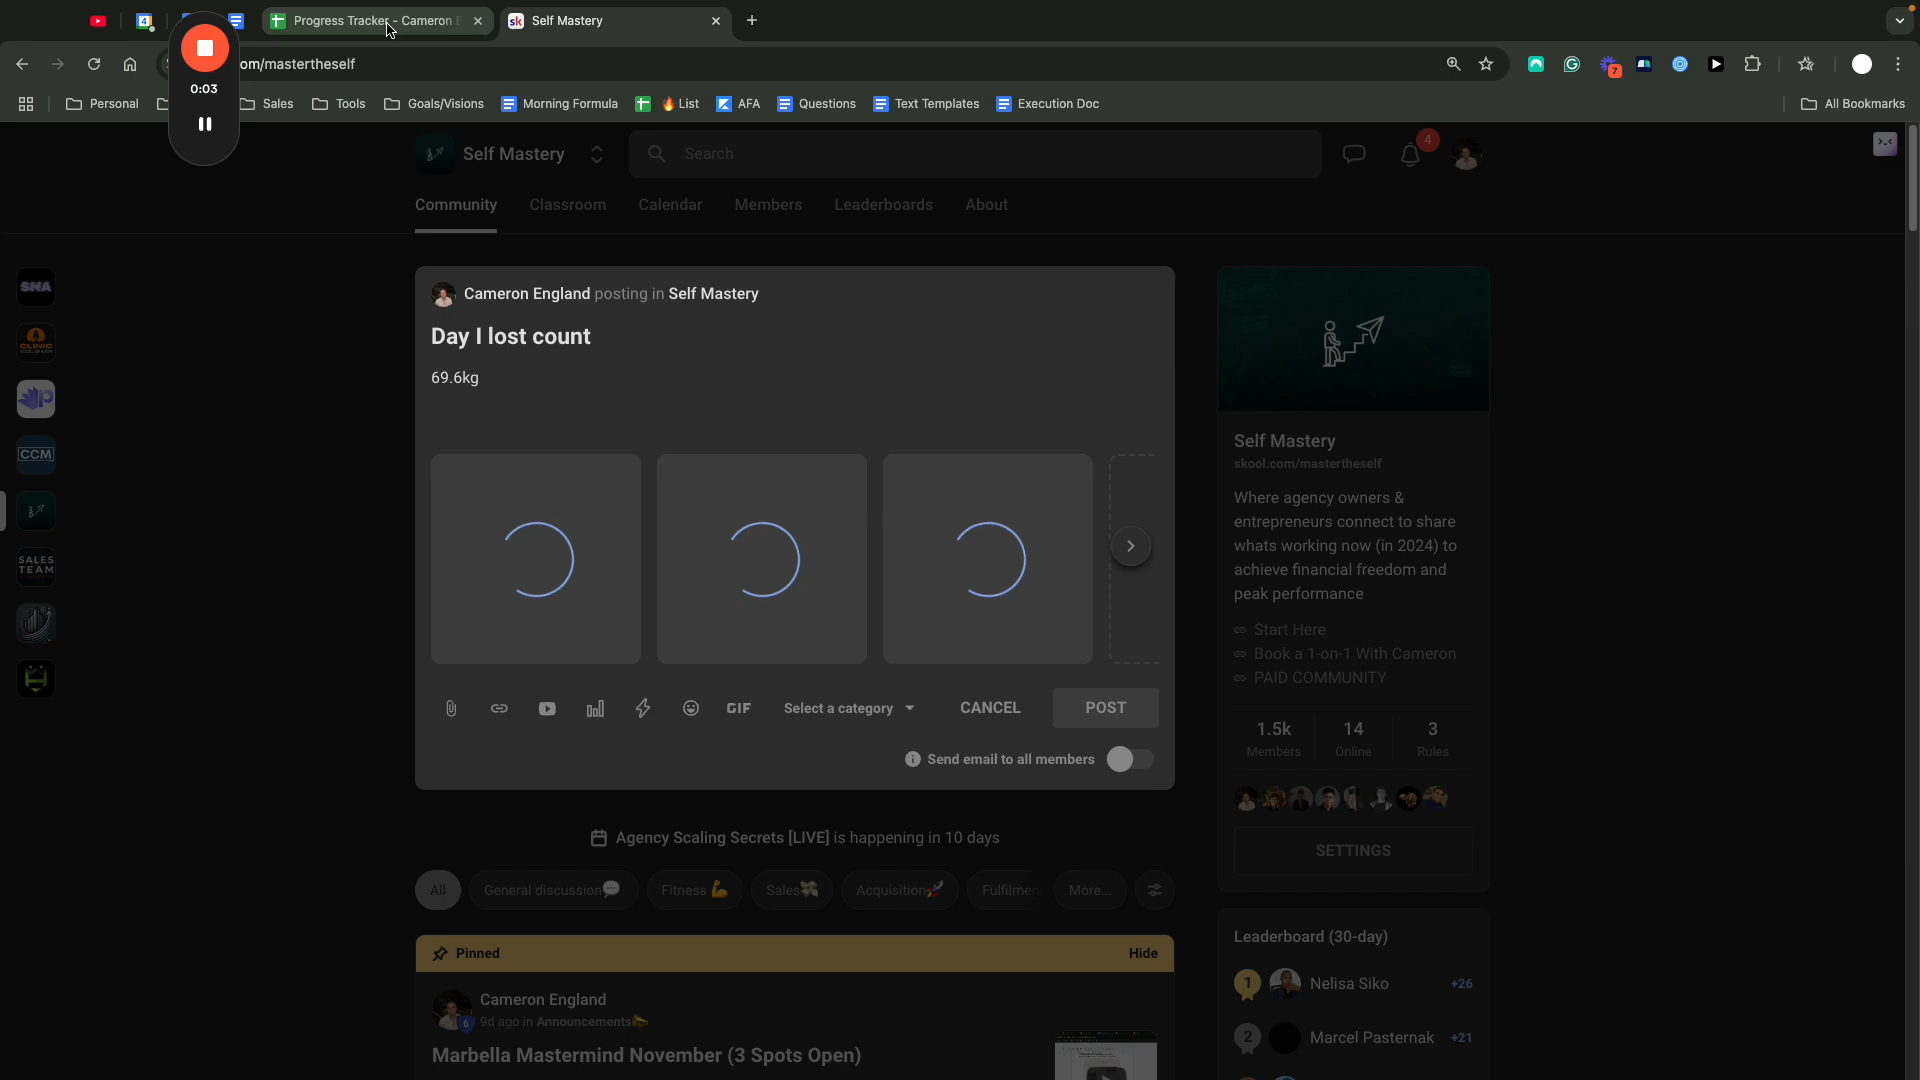 Progress Tracker - Cameron E
Self Mastery
om/mastertheself
0:03
7
Personal
Sales
Tools
Goals/Visions
Morning Formula
🔥List
AFA
Questions
Text Templates
Execution Doc
All Bookmarks
Self Mastery
Search
4
Community
Classroom
Calendar
Members
Leaderboards
About
SMA
CLINIC
CCM
SALES
TEAM
Cameron England posting in Self Mastery
Day I lost count
69.6kg
GIF
Select a category
CANCEL
POST
Send email to all members
Agency Scaling Secrets [LIVE] is happening in 10 days
All
General discussion💬
Fitness 💪
Sales💸
Acquisition🚀
Fulfilmen
More...
Pinned
Hide
Cameron England
6
9d ago in Announcements📣
Marbella Mastermind November (3 Spots Open)
Self Mastery
skool.com/mastertheself
Where agency owners &
entrepreneurs connect to share
whats working now (in 2024) to
achieve financial freedom and
peak performance
Start Here
Book a 1-on-1 With Cameron
PAID COMMUNITY
1.5k
Members
14
Online
3
Rules
SETTINGS
Leaderboard (30-day)
1
Nelisa Siko
+26
2
Marcel Pasternak
+21